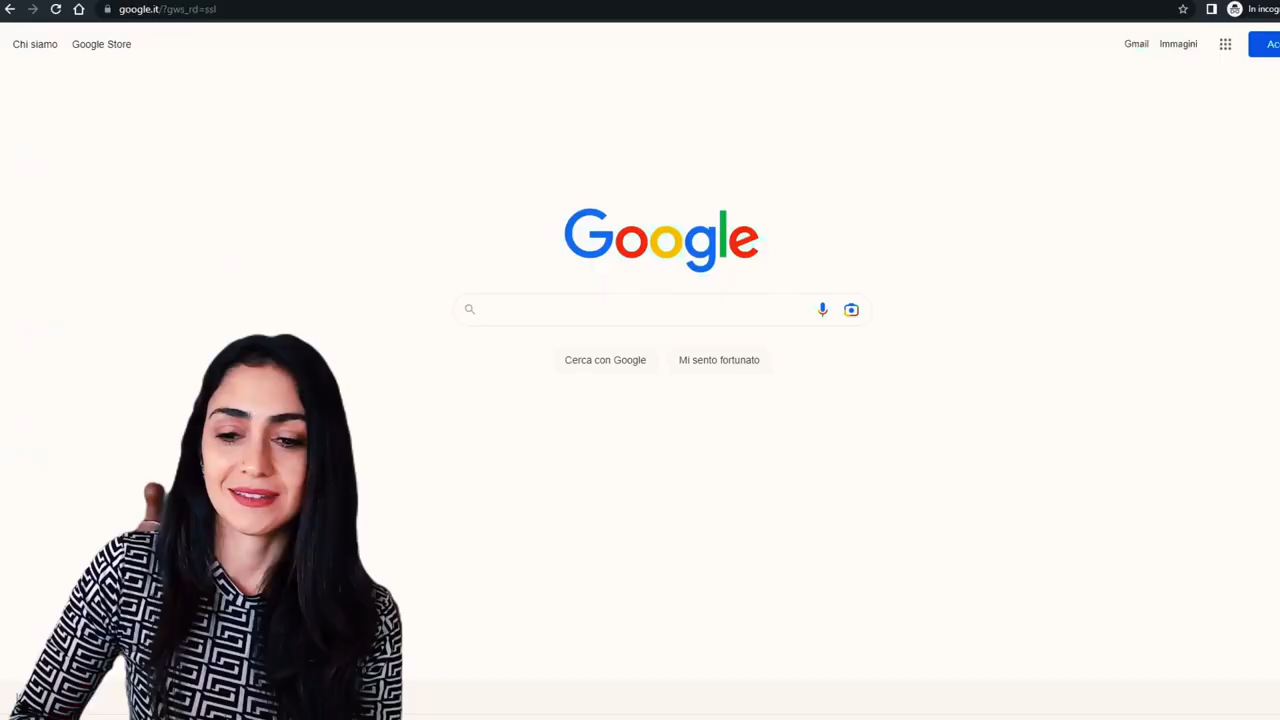 google.it/?gws_rd=ssl
In incog
Chi siamo
Google Store
Gmail
Immagini
Ac
Google
Cerca con Google
Mi sento fortunato